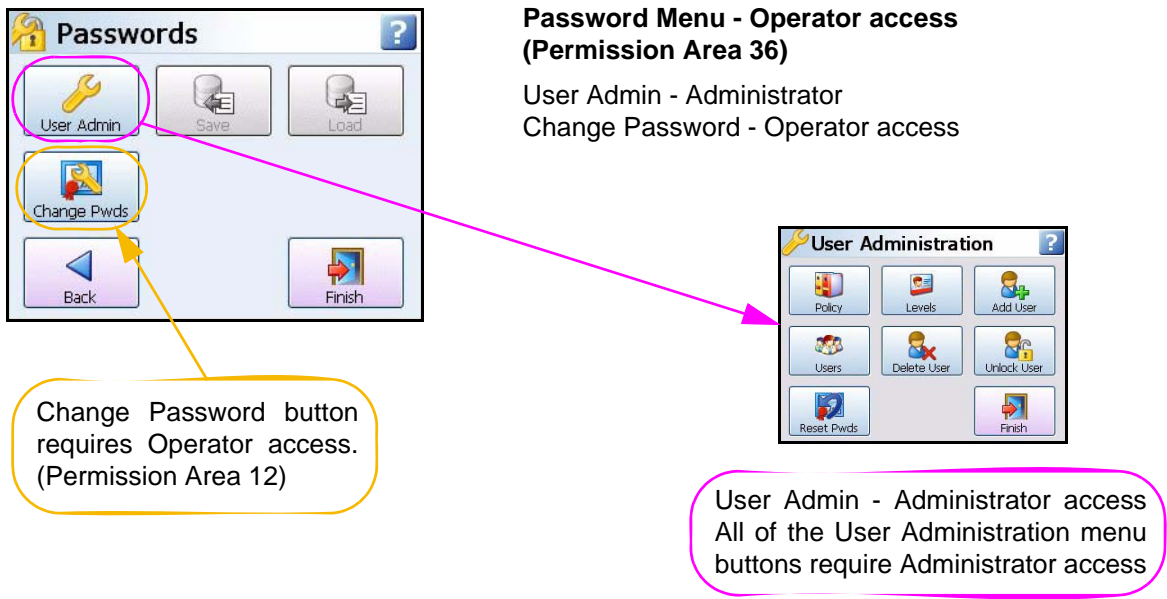 Passwords
?
User Admin
Save
Load
Change Pwds
Back
Finish
Password Menu - Operator access
(Permission Area 36)
User Admin - Administrator
Change Password - Operator access
User Administration
?
Policy
Levels
Add User
Users
Delete User
Unlock User
Reset Pwds
Finish
Change Password button
requires Operator access.
(Permission Area 12)
User Admin - Administrator access
All of the User Administration menu
buttons require Administrator access